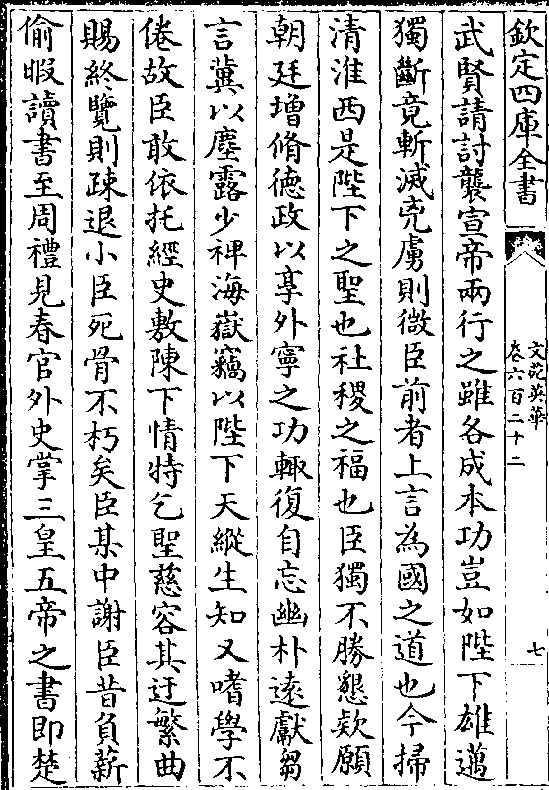 欽定四庫全書
文苑英華
卷六百二十二
七
武賢請討襲宣帝兩行之雖各成本功豈如陛下雄邁
獨斷竟斬滅兇虜則微臣前者上言為國之道也今掃
清淮西是陛下之聖也社稷之福也臣獨不勝懇欵願
朝廷增脩德政以享外寧之功輙復自忘幽朴遠獻芻
言冀以塵露少裨海嶽竊以陛下天縱生知又嗜學不
倦故臣敢依托經史敷陳下情特乞聖慈容其迂繁曲
賜終覽則疎退小臣死骨不朽矣臣某中謝臣昔負薪
偷暇讀書至周禮見春官外史掌三皇五帝之書即楚